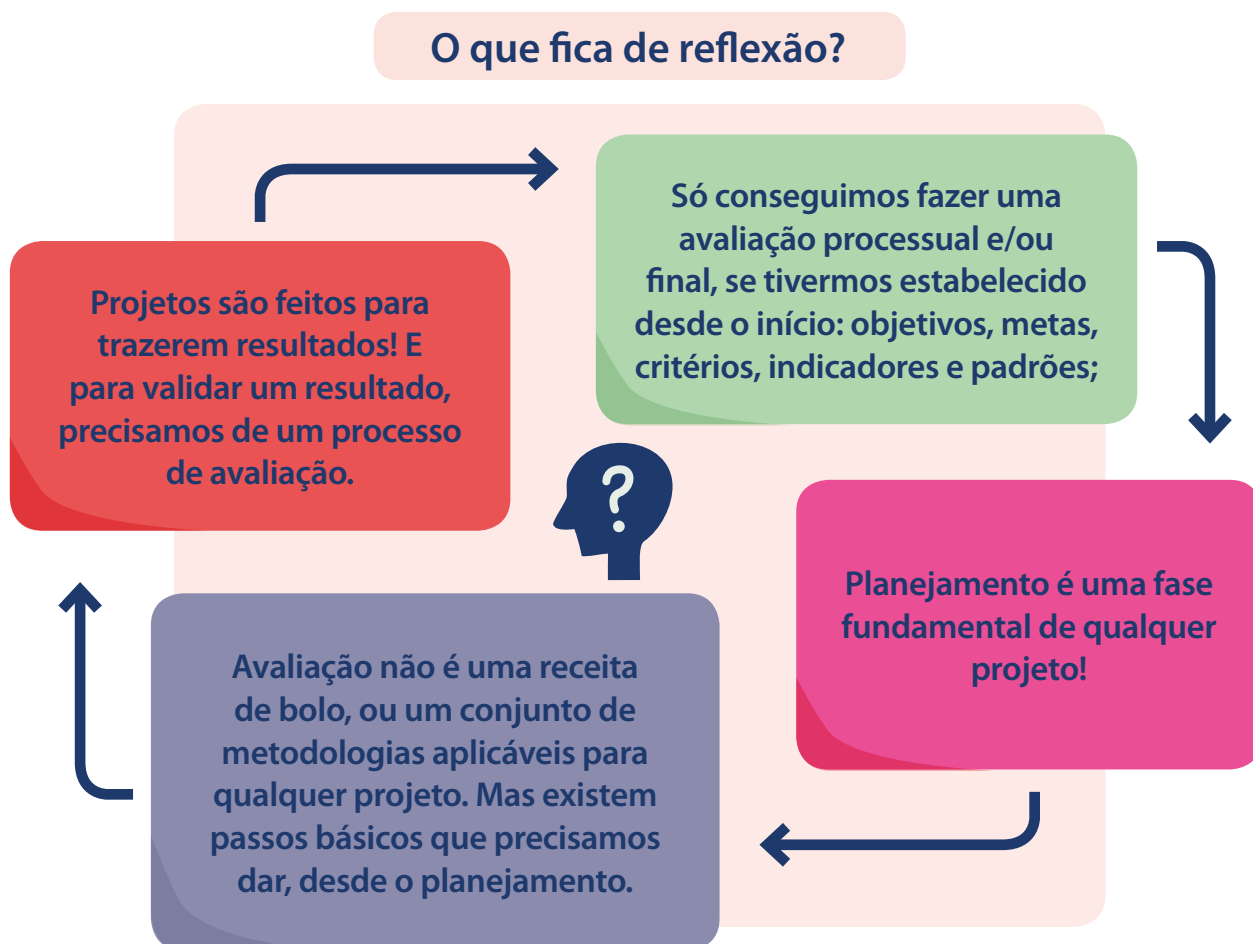 O que fica de reflexão?
Projetos são feitos para
trazerem resultados! E
para validar um resultado,
precisamos de um processo
de avaliação.
Só conseguimos fazer uma
avaliação processual e/ou
final, se tivermos estabelecido
desde o início: objetivos, metas,
critérios, indicadores e padrões;
Planejamento é uma fase
fundamental de qualquer
projeto!
Avaliação não é uma receita
de bolo, ou um conjunto de
metodologias aplicáveis para
qualquer projeto. Mas existem
passos básicos que precisamos
dar, desde o planejamento.
?